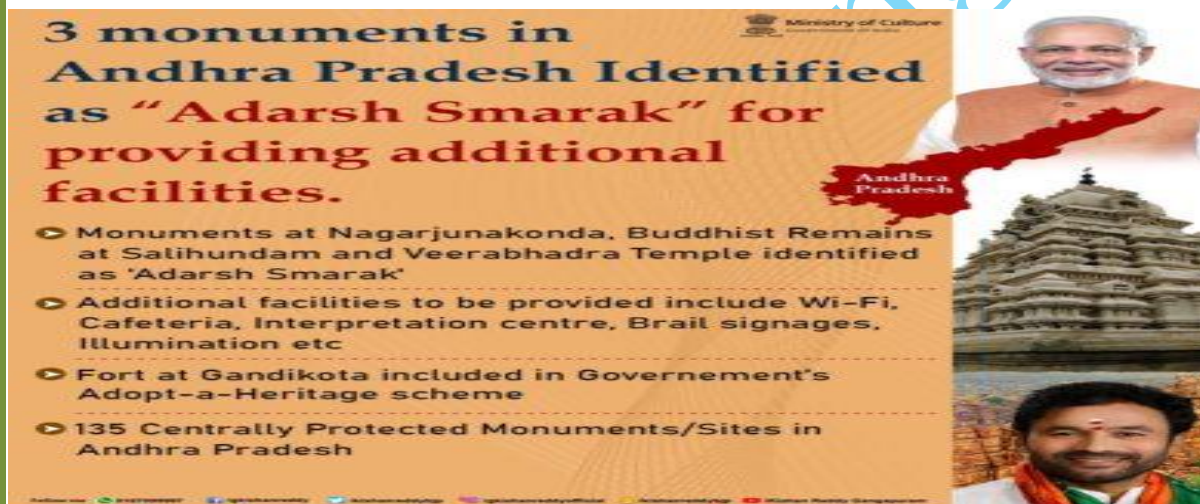 3 monuments in
Ministry of Culture
Government of India
Andhra Pradesh Identified
as “Adarsh Smarak” for
providing additional
facilities.
Andhra
Pradesh
Monuments at Nagarjunakonda, Buddhist Remains
at Salihundam and Veerabhadra Temple identified
as 'Adarsh Smarak'
Additional facilities to be provided include Wi-Fi,
Cafeteria, Interpretation centre, Brail signages,
Illumination etc
Fort at Gandikota included in Governement's
Adopt-a-Heritage scheme
135 Centrally Protected Monuments/Sites in
Andhra Pradesh